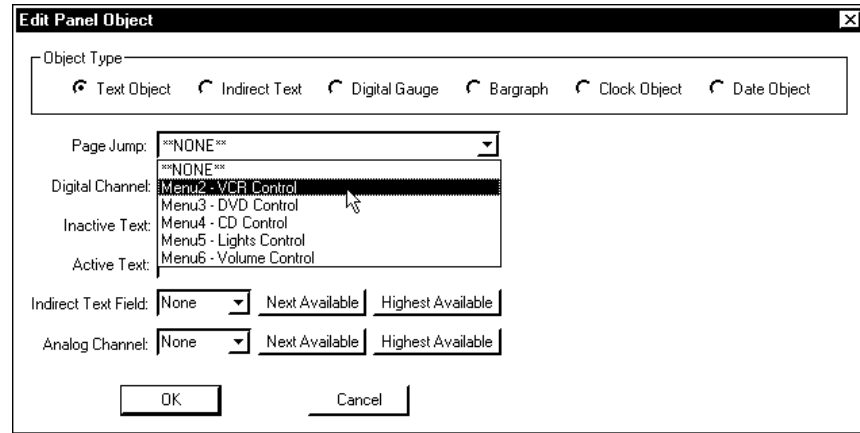 Edit Panel Object
Object Type
Text Object Indirect Text Digital Gauge Bargraph Clock Object Date Object
Page Jump: **NONE**
**NONE**
Digital Channel: Menu2 - VCR Control
Menu3 - DVD Control
Inactive Text: Menu4 - CD Control
Menu5 - Lights Control
Active Text: Menu6 - Volume Control
Indirect Text Field: None Next Available Highest Available
Analog Channel: None Next Available Highest Available
OK Cancel